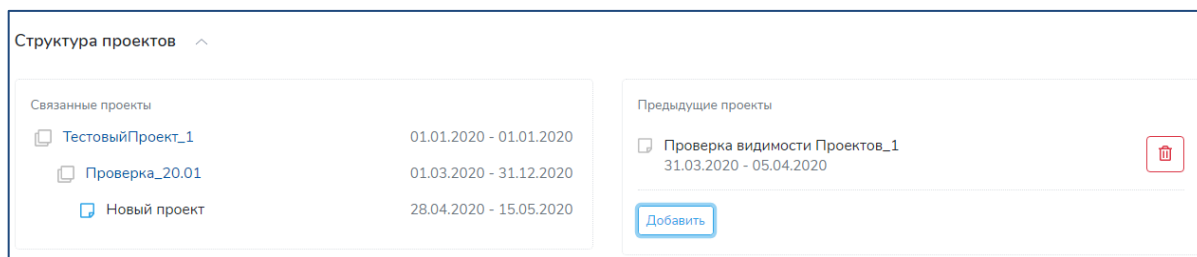 Структура проектов
Связанные проекты
ТестовыйПроект_1 01.01.2020 - 01.01.2020
Проверка_20.01 01.03.2020 - 31.12.2020
Новый проект 28.04.2020 - 15.05.2020
Предыдущие проекты
Проверка видимости Проектов_1
31.03.2020 - 05.04.2020
Добавить